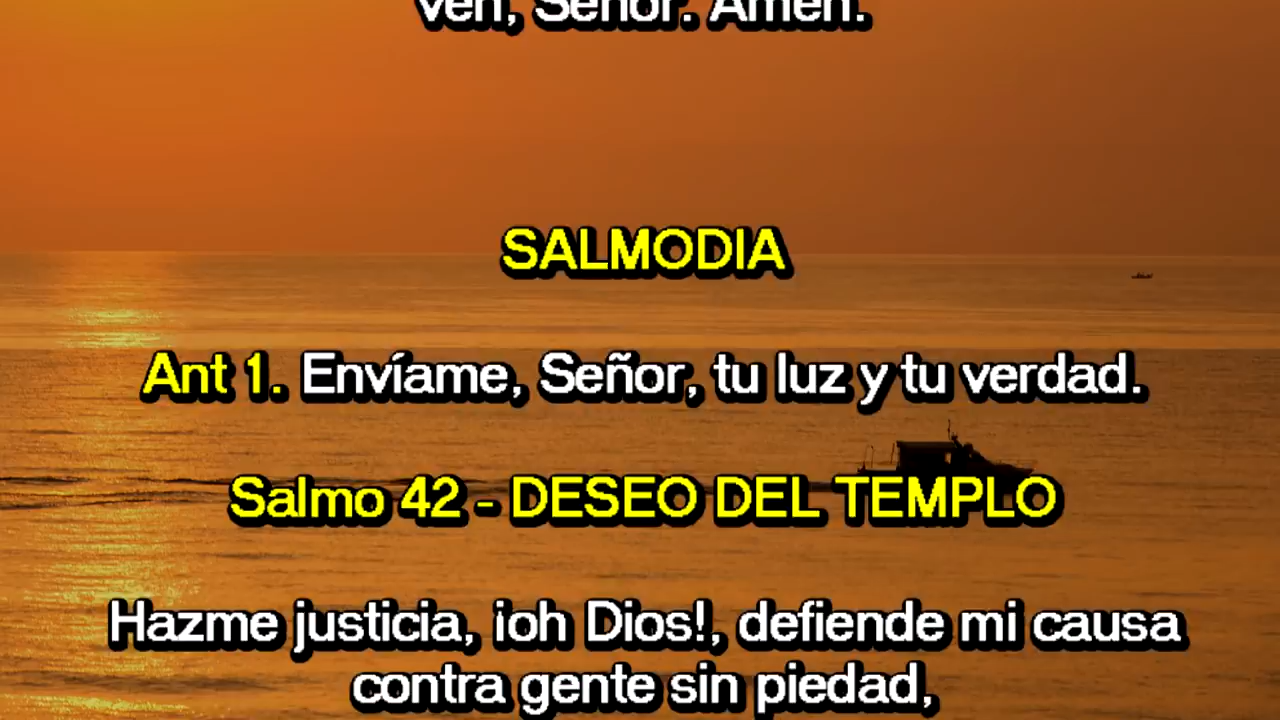 ven, Señor. Amén.
SALMODIA
Ant 1. Envíame, Señor, tu luz y tu verdad.
Salmo 42 - DESEO DEL TEMPLO
Hazme justicia, ¡oh Dios!, defiende mi causa
contra gente sin piedad,